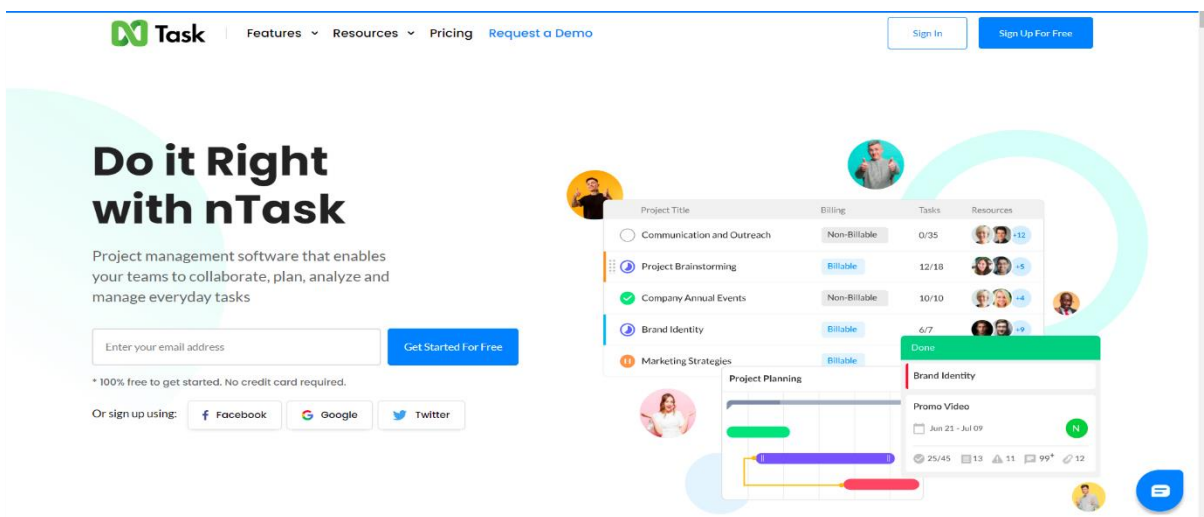 Task
Features Resources Pricing Request a Demo
Sign In
Sign Up For Free
Do it Right
with nTask
Project management software that enables
your teams to collaborate, plan, analyze and
manage everyday tasks
Enter your email address
Get Started For Free
* 100% free to get started. No credit card required.
Or sign up using: Facebook Google Twitter
Project Title Billing Tasks Resources
Communication and Outreach Non-Billable 0/35 +12
Project Brainstorming Billable 12/18 +5
Company Annual Events Non-Billable 10/10 +4
Brand Identity Billable 6/7 +9
Marketing Strategies Billable
Project Planning
Done
Brand Identity
Promo Video
Jun 21 - Jul 09 N
25/45 13 11 99+ 12